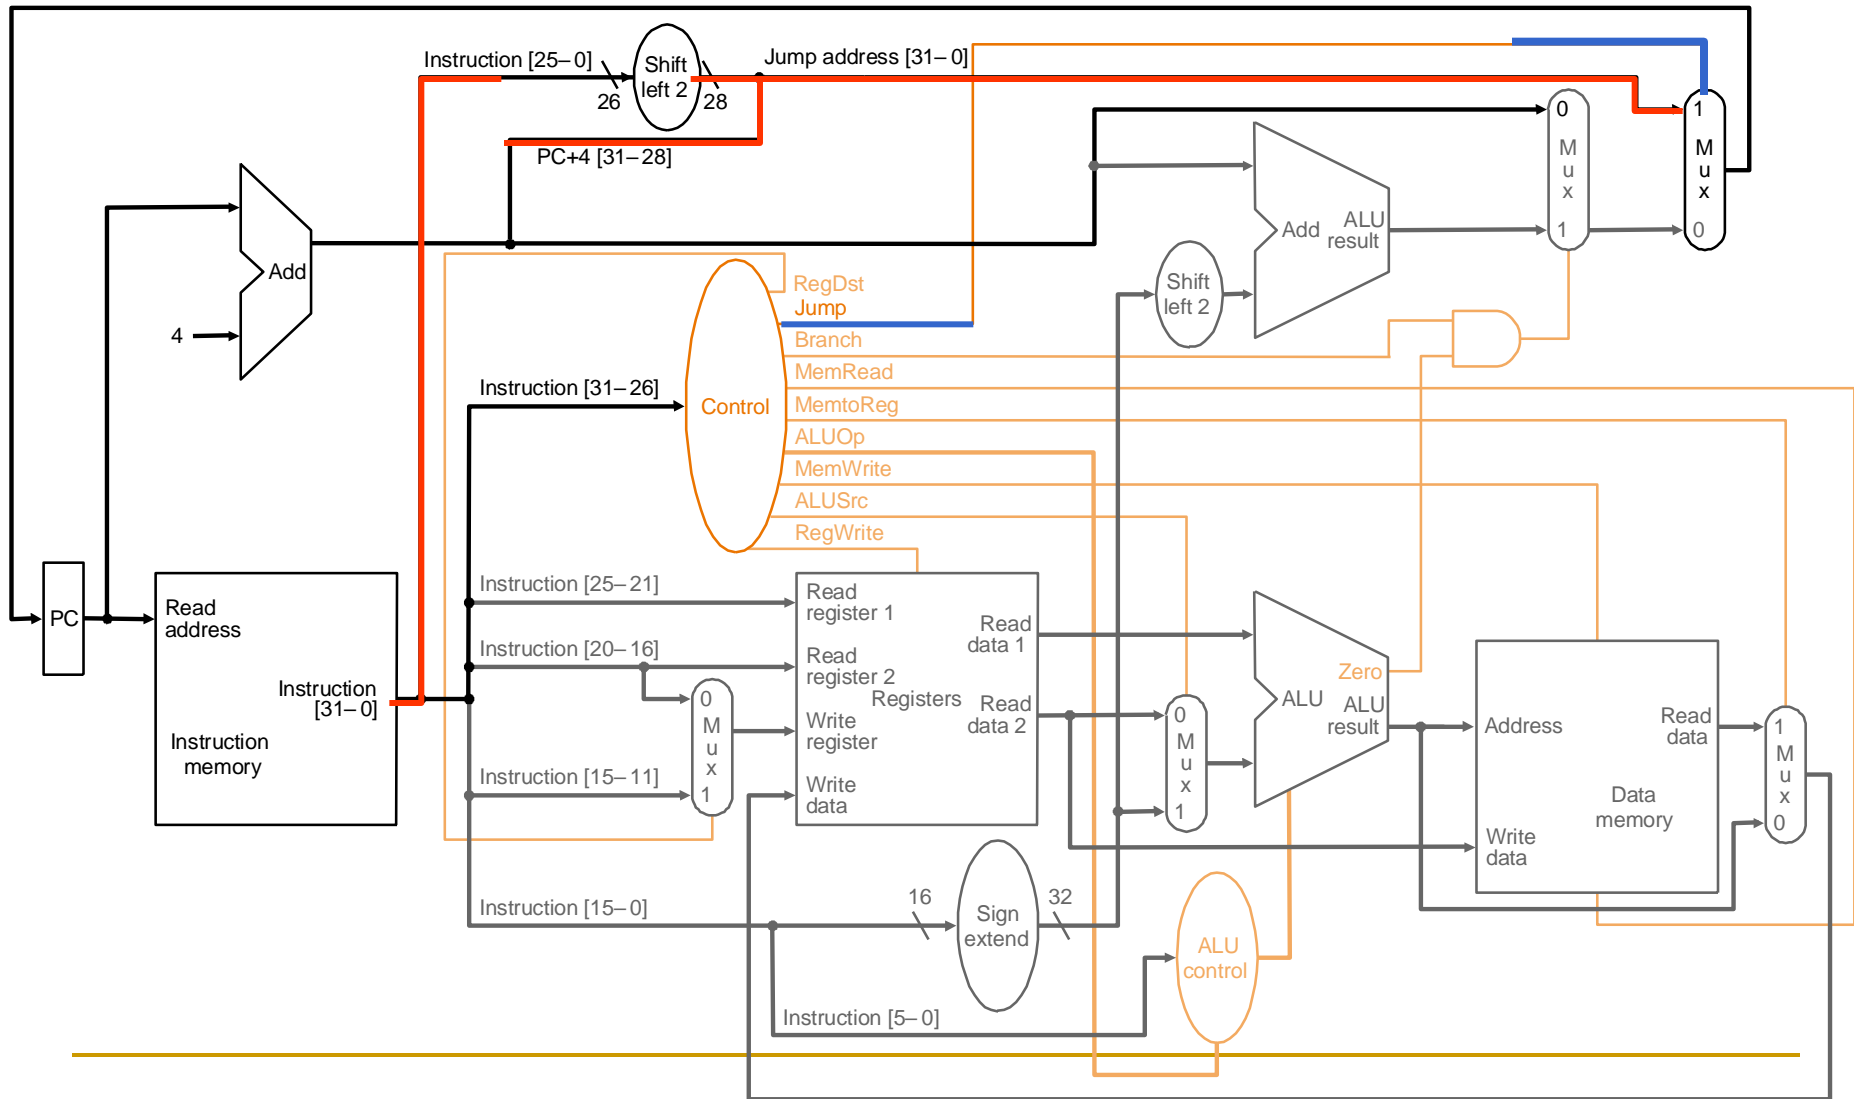 Instruction [25–0]
Shift
left 2
26
28
Jump address [31–0]
PC+4 [31–28]
Add
4
0
M
u
x
1
1
M
u
x
0
Add
ALU
result
Shift
left 2
RegDst
Jump
Branch
MemRead
MemtoReg
ALUOp
MemWrite
ALUSrc
RegWrite
Control
Instruction [31–26]
PC
Read
address
Instruction
[31–0]
Instruction
memory
Instruction [25–21]
Instruction [20–16]
Instruction [15–11]
Instruction [15–0]
Instruction [5–0]
0
M
u
x
1
Read
register 1
Read
register 2
Registers
Write
register
Write
data
Read
data 1
Read
data 2
0
M
u
x
1
Zero
ALU
ALU
result
Address
Read
data
Data
memory
Write
data
1
M
u
x
0
16
Sign
extend
32
ALU
control